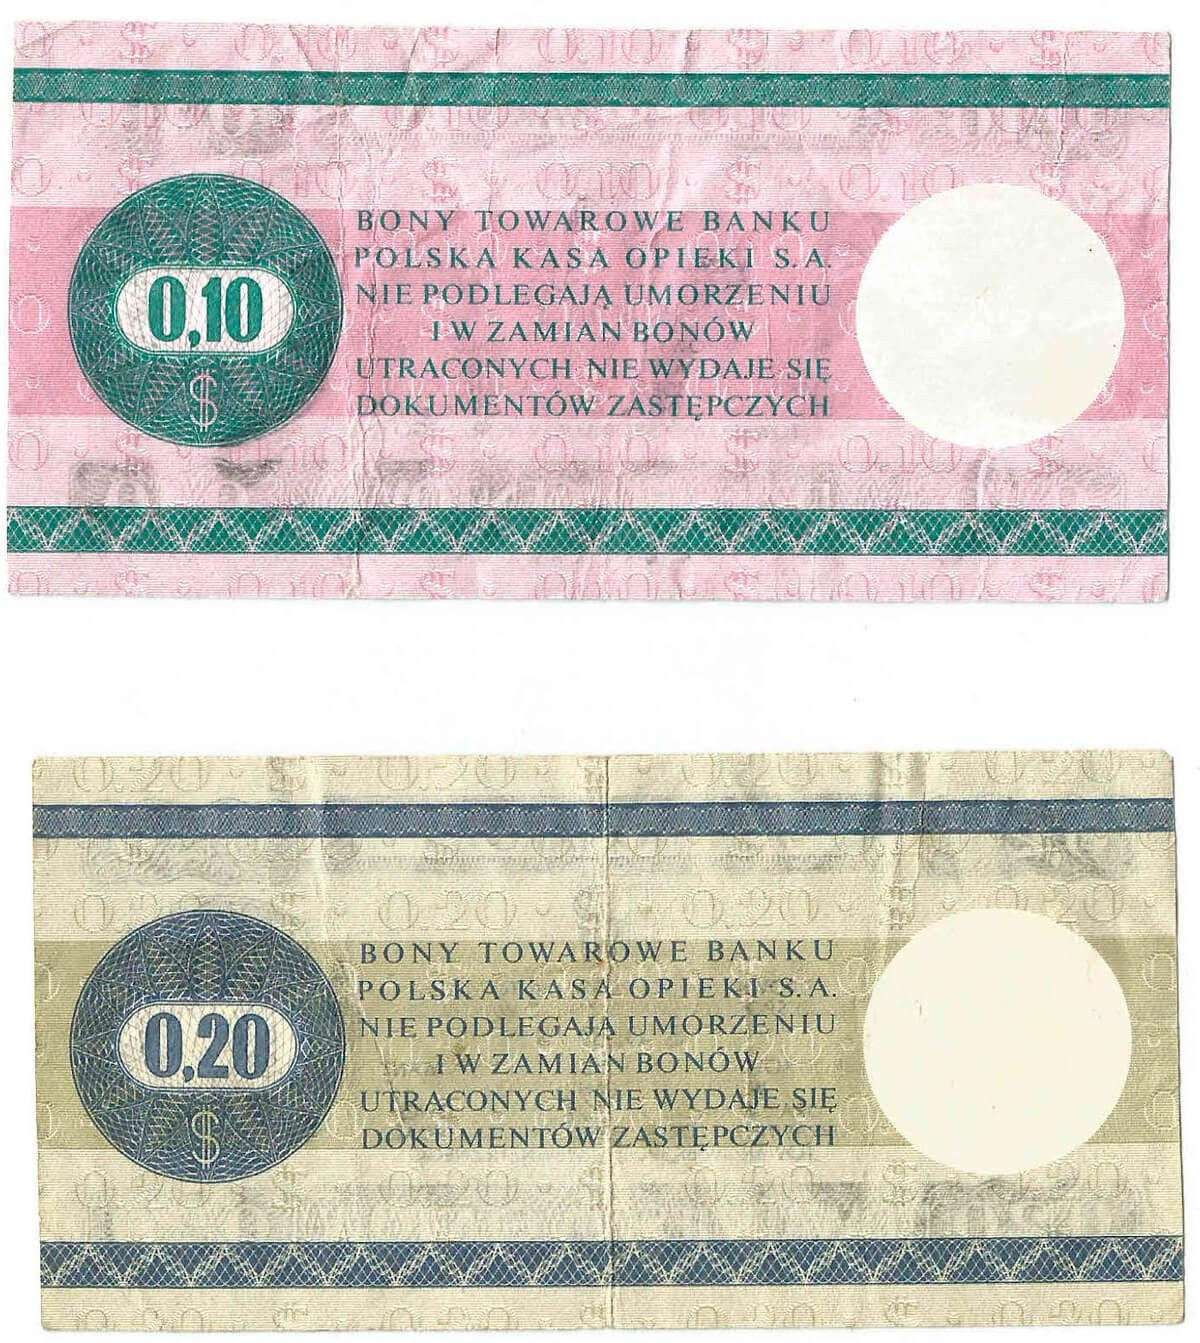 BONY TOWAROWE BANKU
POLSKA KASA OPIEKI S.A.
NIE PODLEGAJĄ UMORZENIU
I W ZAMIAN BONÓW
UTRACONYCH NIE WYDAJE SIĘ
DOKUMENTÓW ZASTĘPCZYCH
0,10
$
BONY TOWAROWE BANKU
POLSKA KASA OPIEKI S.A.
NIE PODLEGAJĄ UMORZENIU
I W ZAMIAN BONÓW
UTRACONYCH NIE WYDAJE SIĘ
DOKUMENTÓW ZASTĘPCZYCH
0,20
$